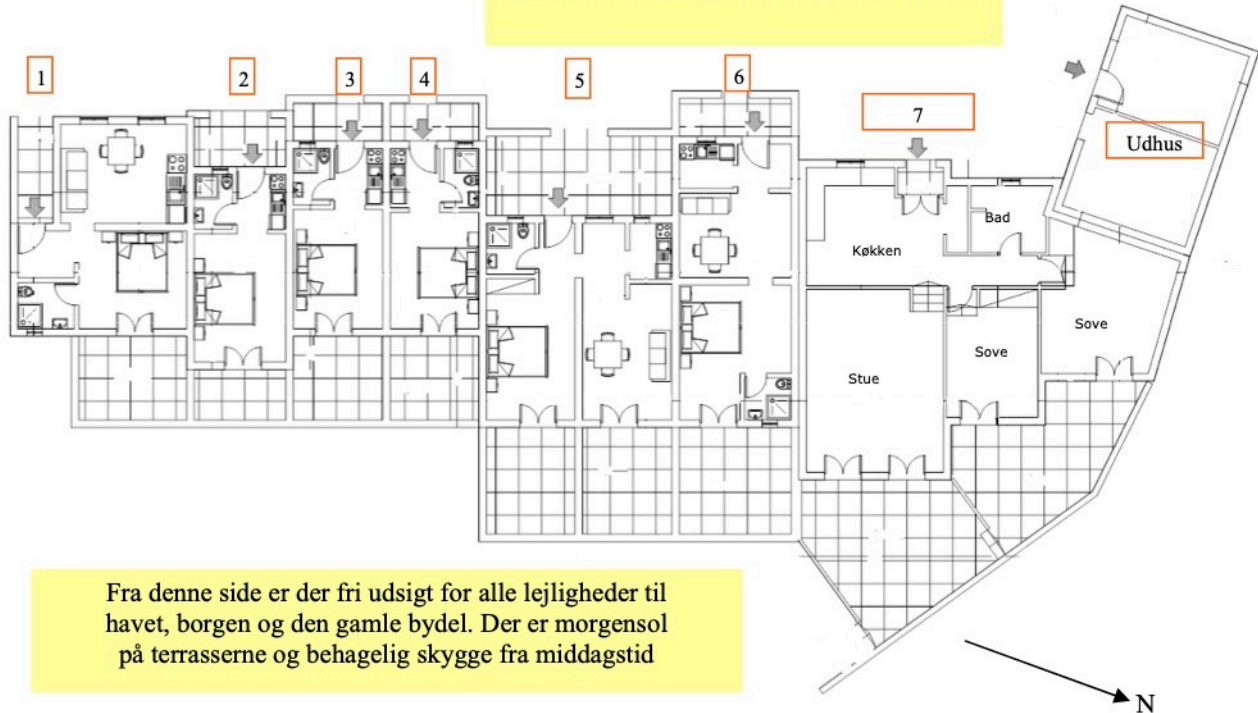 1
2
3
4
5
6
7
Udhus
Bad
Køkken
Sove
Sove
Stue
Fra denne side er der fri udsigt for alle lejligheder til
havet, borgen og den gamle bydel. Der er morgensol
på terrasserne og behagelig skygge fra middagstid
N